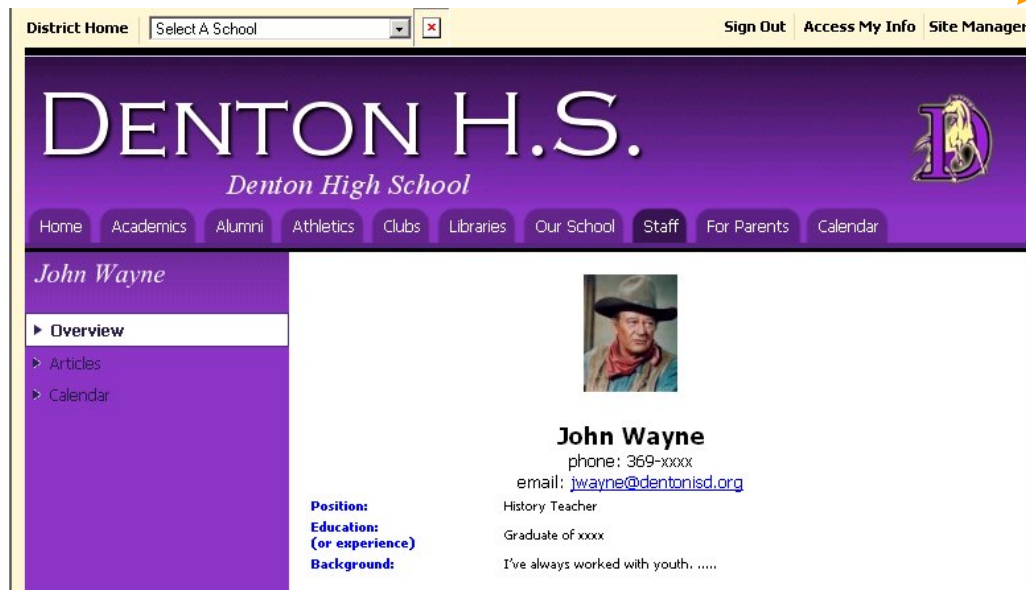 District Home Select A School Sign Out Access My Info Site Manager
DENTON H.S.
Denton High School
Home Academics Alumni Athletics Clubs Libraries Our School Staff For Parents Calendar
John Wayne
Overview
Articles
Calendar
John Wayne
phone: 369-xxxx
email: jwayne@dentonisd.org
Position: History Teacher
Education:
(or experience) Graduate of xxxx
Background: I've always worked with youth. .....
D